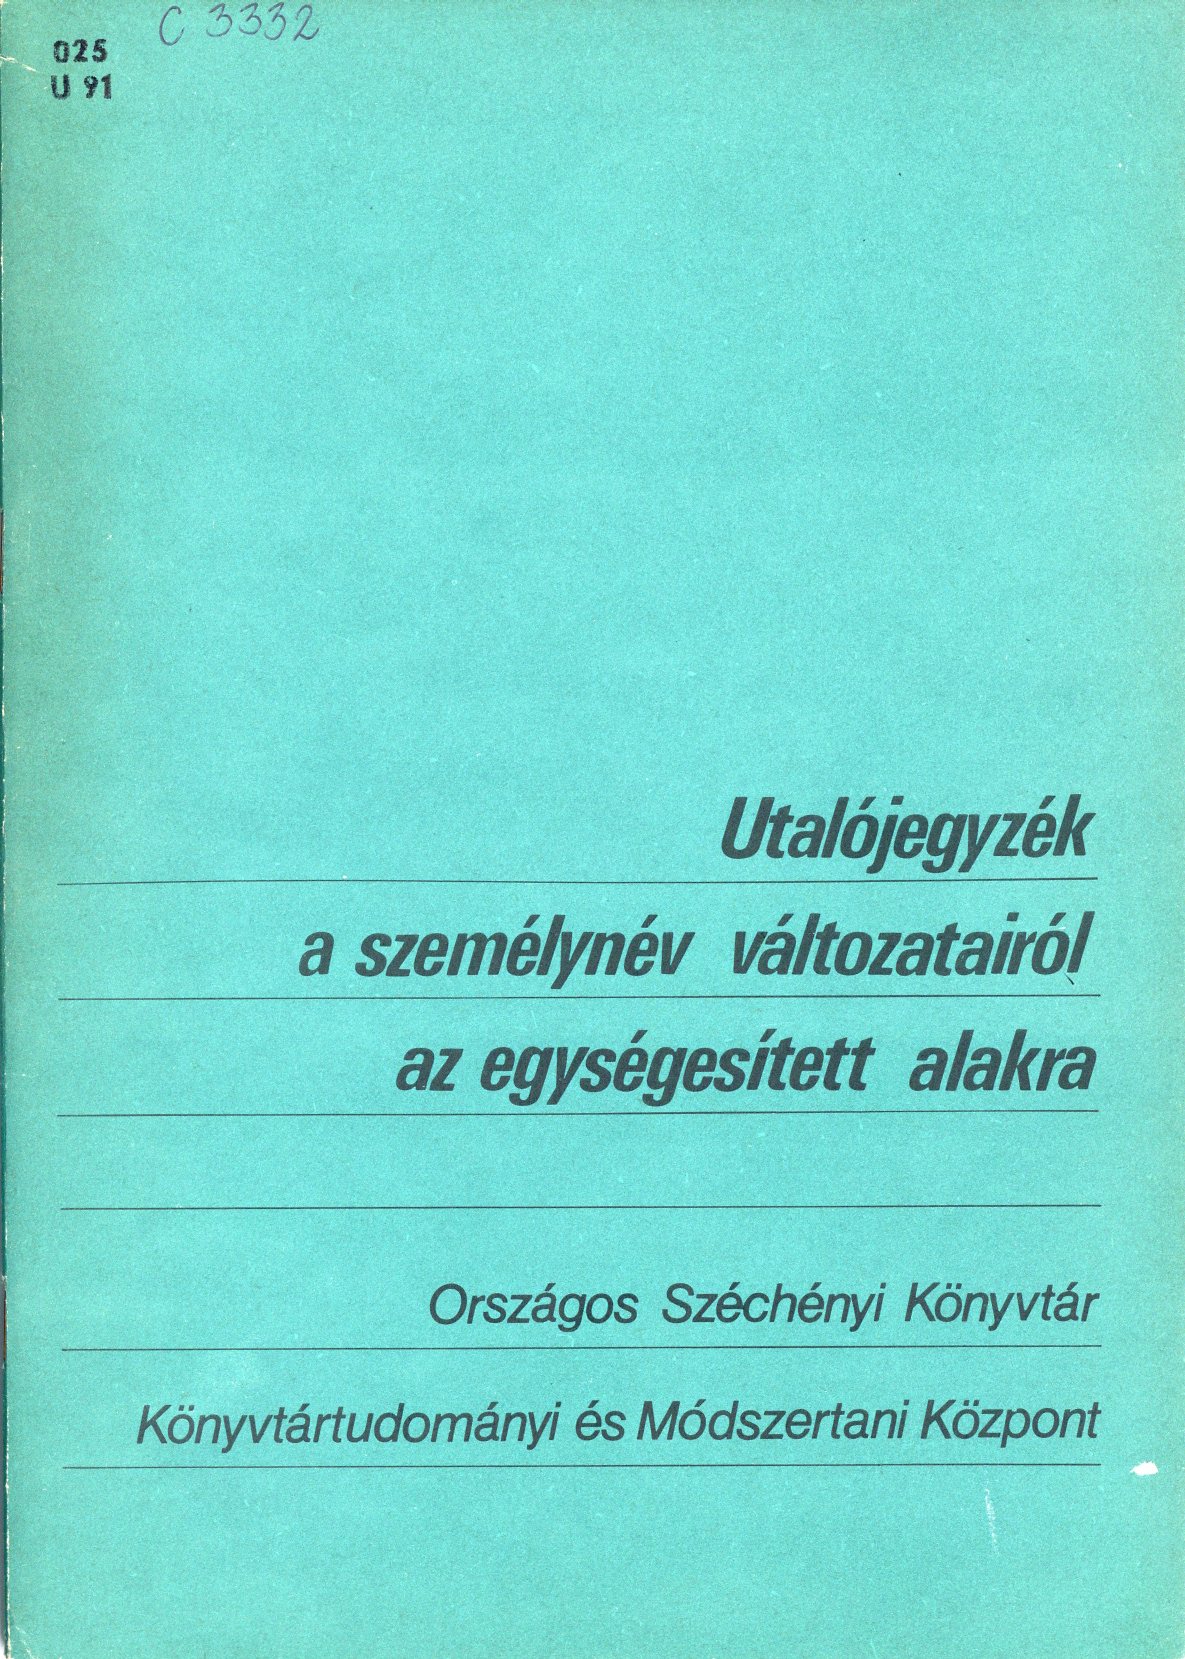 C 3332
025
U 91
Utalójegyzék
a személynév változatairól
az egységesített alakra
Országos Széchényi Könyvtár
Könyvtártudományi és Módszertani Központ